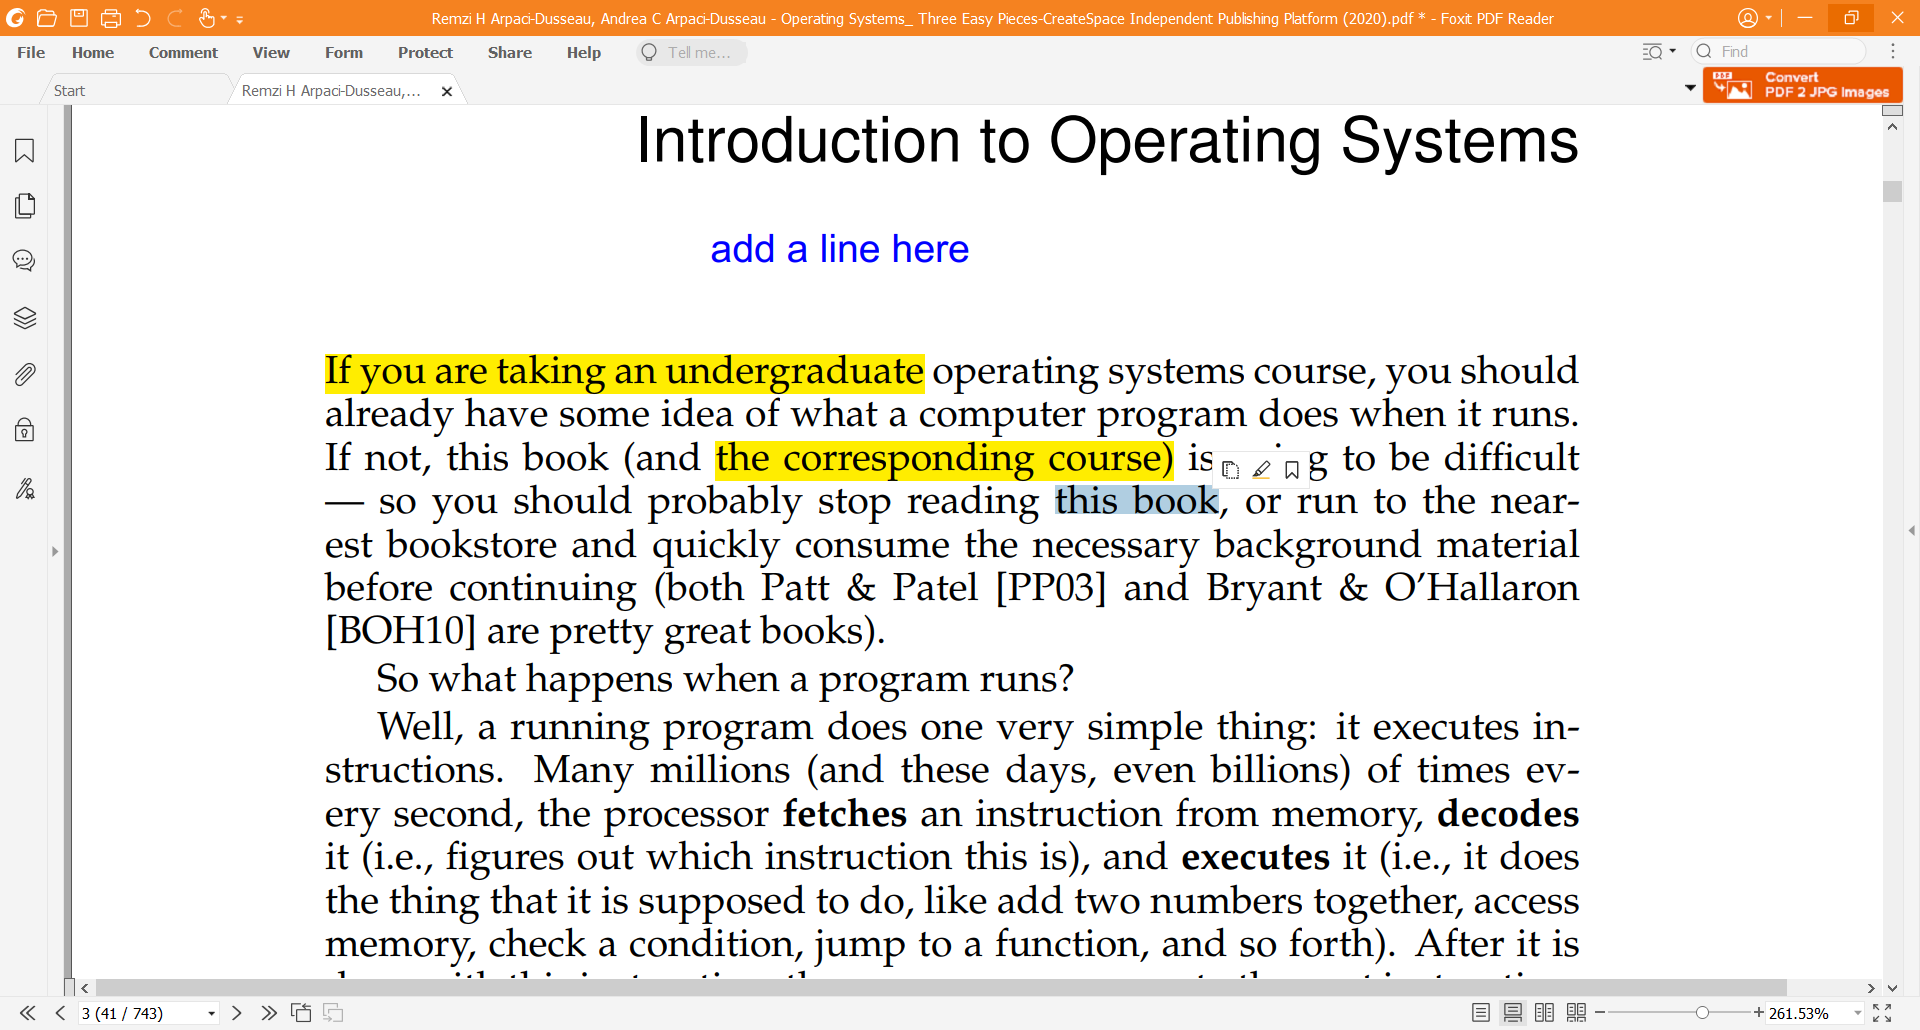 Remzi H Arpaci-Dusseau, Andrea C Arpaci-Dusseau - Operating Systems_ Three Easy Pieces-CreateSpace Independent Publishing Platform (2020).pdf * - Foxit PDF Reader
File Home Comment View Form Protect Share Help Tell me... Find
Start Remzi H Arpaci-Dusseau,...
PDF Convert
PDF 2 JPG Images
Introduction to Operating Systems
add a line here
If you are taking an undergraduate operating systems course, you should
already have some idea of what a computer program does when it runs.
If not, this book (and the corresponding course) is g to be difficult
— so you should probably stop reading this book, or run to the near-
est bookstore and quickly consume the necessary background material
before continuing (both Patt & Patel [PP03] and Bryant & O'Hallaron
[BOH10] are pretty great books).
So what happens when a program runs?
Well, a running program does one very simple thing: it executes in-
structions. Many millions (and these days, even billions) of times ev-
ery second, the processor fetches an instruction from memory, decodes
it (i.e., figures out which instruction this is), and executes it (i.e., it does
the thing that it is supposed to do, like add two numbers together, access
memory, check a condition, jump to a function, and so forth). After it is
3 (41 / 743) 261.53%